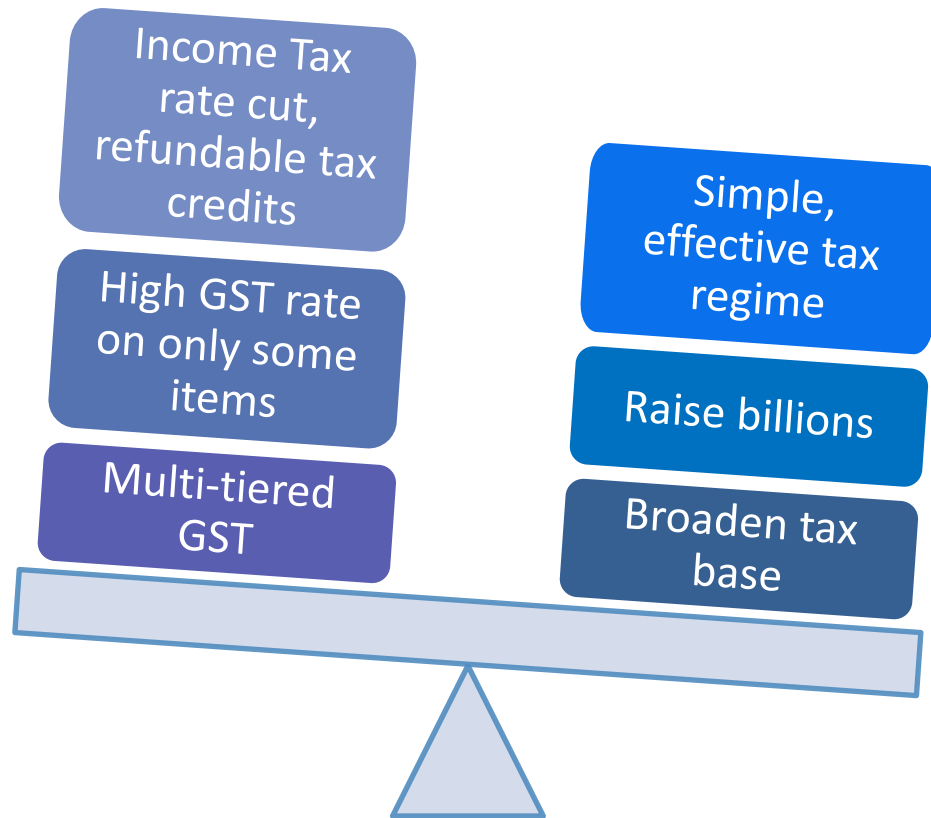 Income Tax
rate cut,
refundable tax
credits
High GST rate
on only some
items
Multi-tiered
GST
Simple,
effective tax
regime
Raise billions
Broaden tax
base